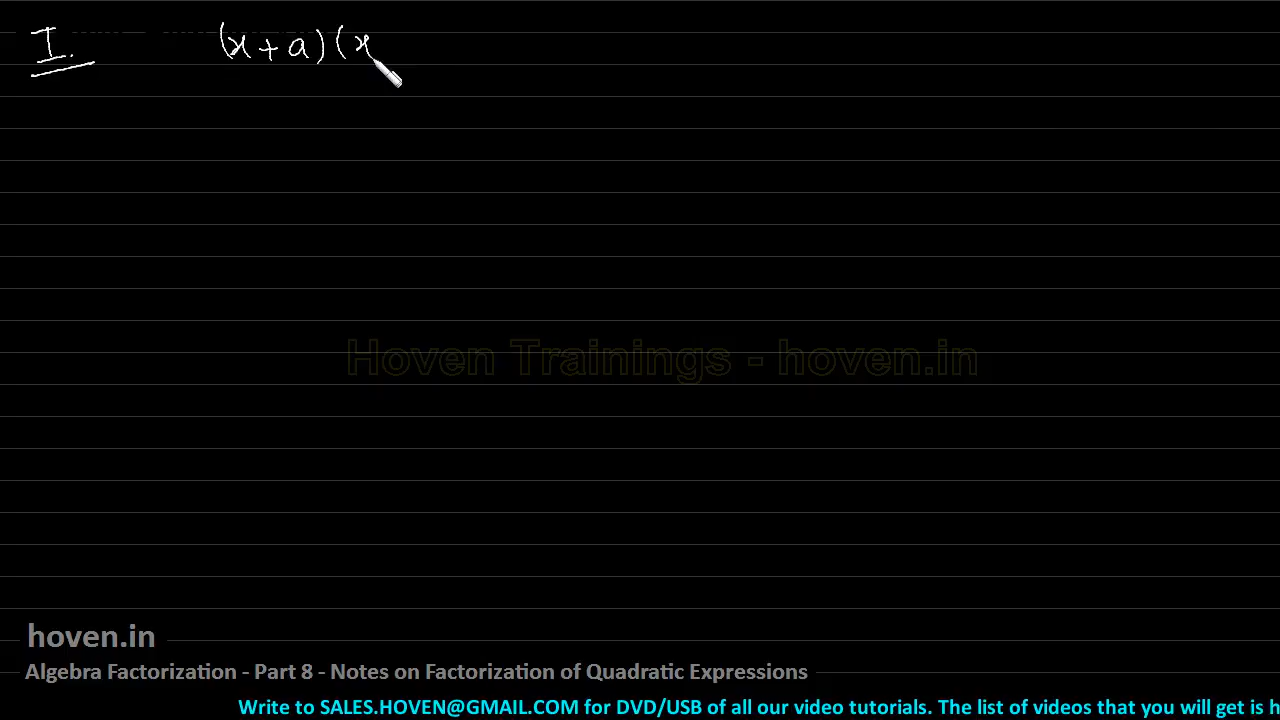 I. (x+a)(x
Hoven Trainings - hoven.in
hoven.in
Algebra Factorization - Part 8 - Notes on Factorization of Quadratic Expressions
Write to SALES.HOVEN@GMAIL.COM for DVD/USB of all our video tutorials. The list of videos that you will get is h